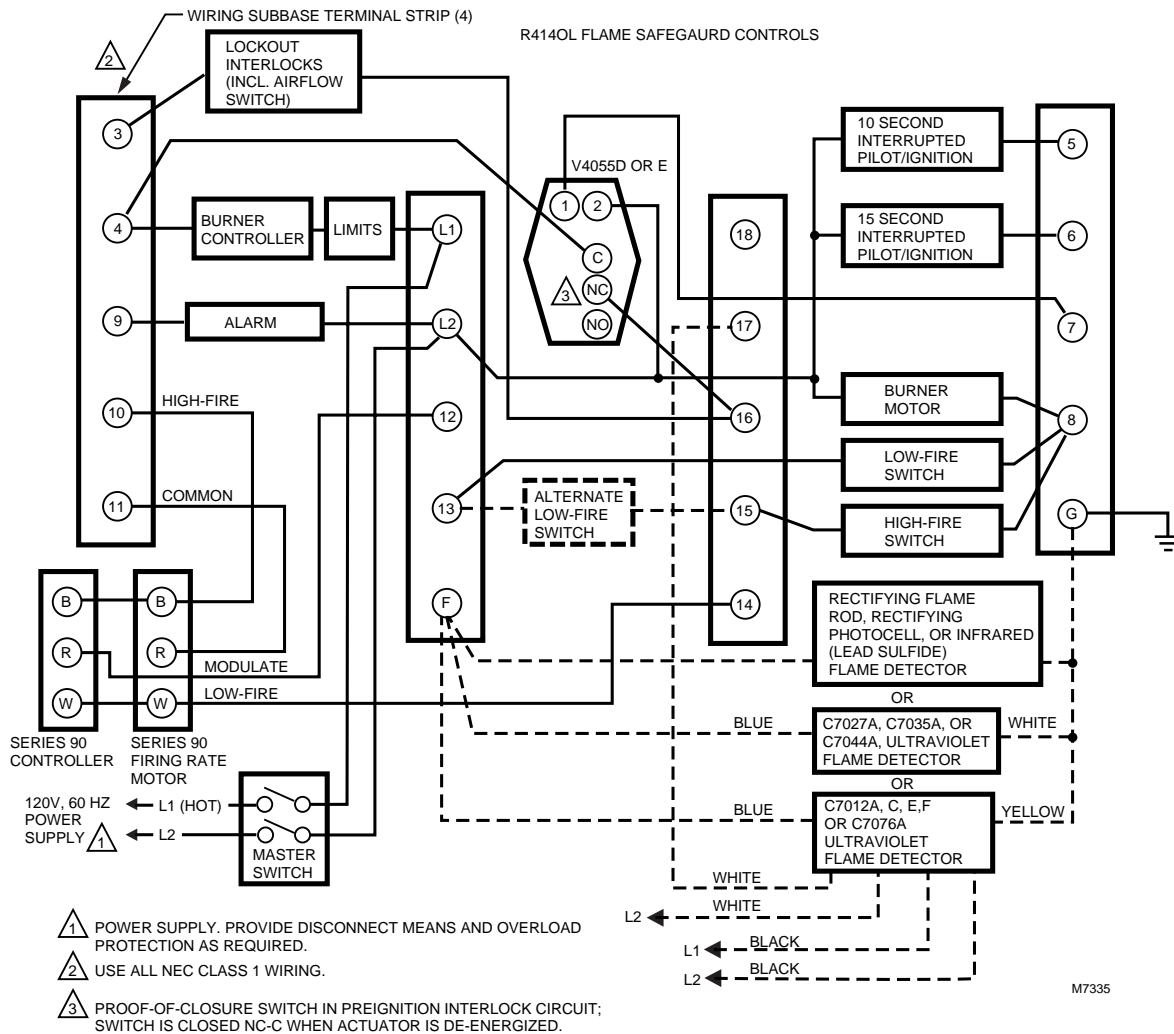 WIRING SUBBASE TERMINAL STRIP (4)
R414OL FLAME SAFEGAURD CONTROLS
2
LOCKOUT
INTERLOCKS
(INCL. AIRFLOW
SWITCH)
3
4
9
10
11
BURNER
CONTROLLER
LIMITS
ALARM
HIGH-FIRE
COMMON
L1
L2
12
13
F
V4055D OR E
1
2
C
NC
NO
3
ALTERNATE
LOW-FIRE
SWITCH
18
17
16
15
14
10 SECOND
INTERRUPTED
PILOT/IGNITION
15 SECOND
INTERRUPTED
PILOT/IGNITION
BURNER
MOTOR
LOW-FIRE
SWITCH
HIGH-FIRE
SWITCH
5
6
7
8
G
B
R
W
B
R
W
MODULATE
LOW-FIRE
SERIES 90
CONTROLLER
SERIES 90
FIRING RATE
MOTOR
120V, 60 HZ
POWER
SUPPLY
1
L1 (HOT)
L2
MASTER
SWITCH
RECTIFYING FLAME
ROD, RECTIFYING
PHOTOCELL, OR INFRARED
(LEAD SULFIDE)
FLAME DETECTOR
OR
BLUE
C7027A, C7035A, OR
C7044A, ULTRAVIOLET
FLAME DETECTOR
WHITE
OR
BLUE
C7012A, C, E,F
OR C7076A
ULTRAVIOLET
FLAME DETECTOR
YELLOW
WHITE
WHITE
L2
BLACK
L1
BLACK
L2
1 POWER SUPPLY. PROVIDE DISCONNECT MEANS AND OVERLOAD
PROTECTION AS REQUIRED.
2 USE ALL NEC CLASS 1 WIRING.
3 PROOF-OF-CLOSURE SWITCH IN PREIGNITION INTERLOCK CIRCUIT;
SWITCH IS CLOSED NC-C WHEN ACTUATOR IS DE-ENERGIZED.
M7335